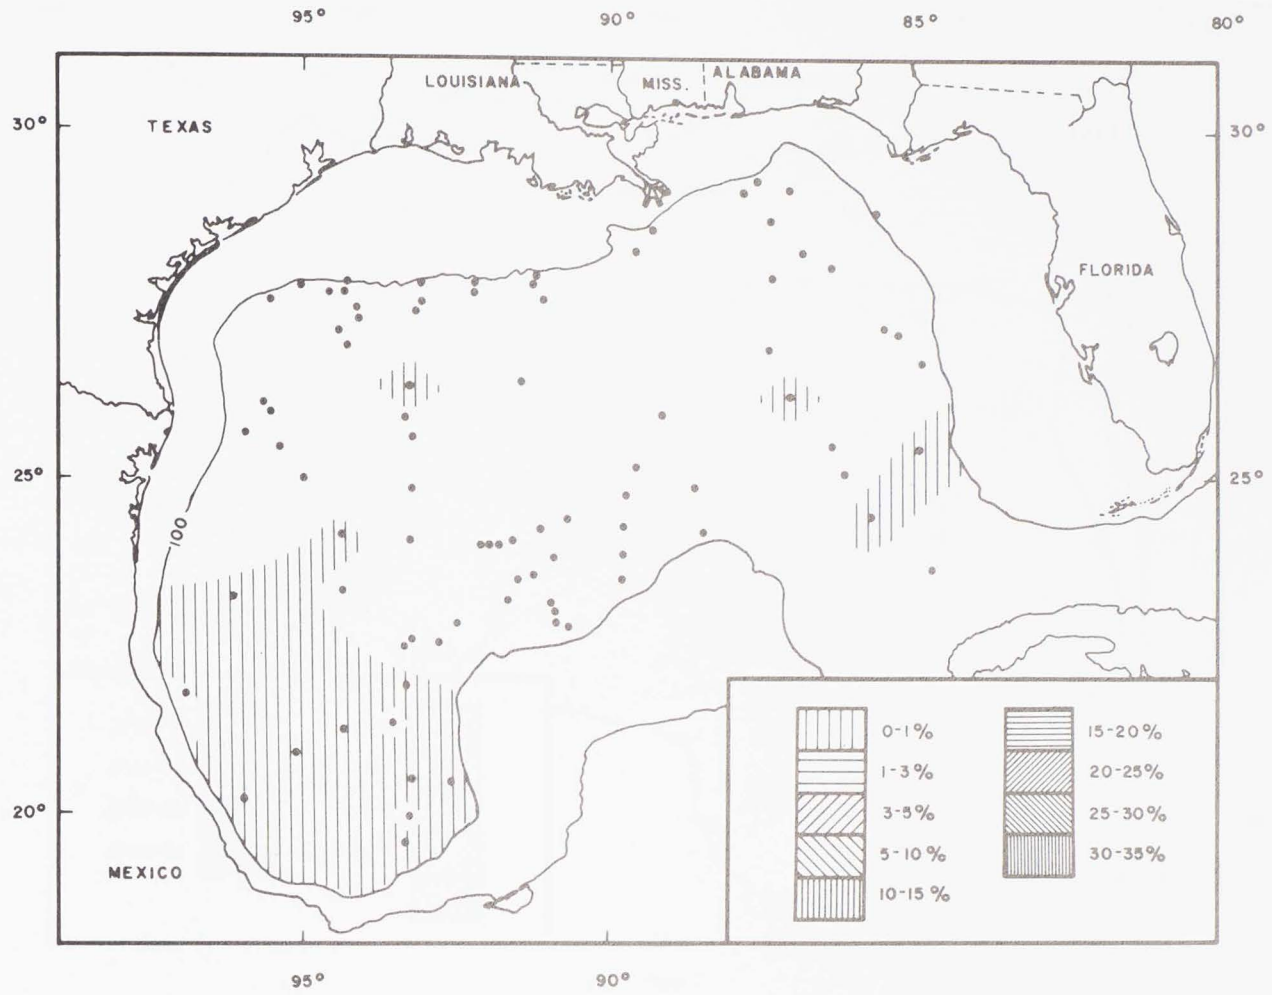 95° 90° 85° 80°
LOUISIANA MISS. ALABAMA
30° TEXAS 30°
FLORIDA
25° 25°
100
0-1% 15-20%
1-3% 20-25%
20° 3-5% 25-30%
5-10% 30-35%
MEXICO
10-15%
95° 90°